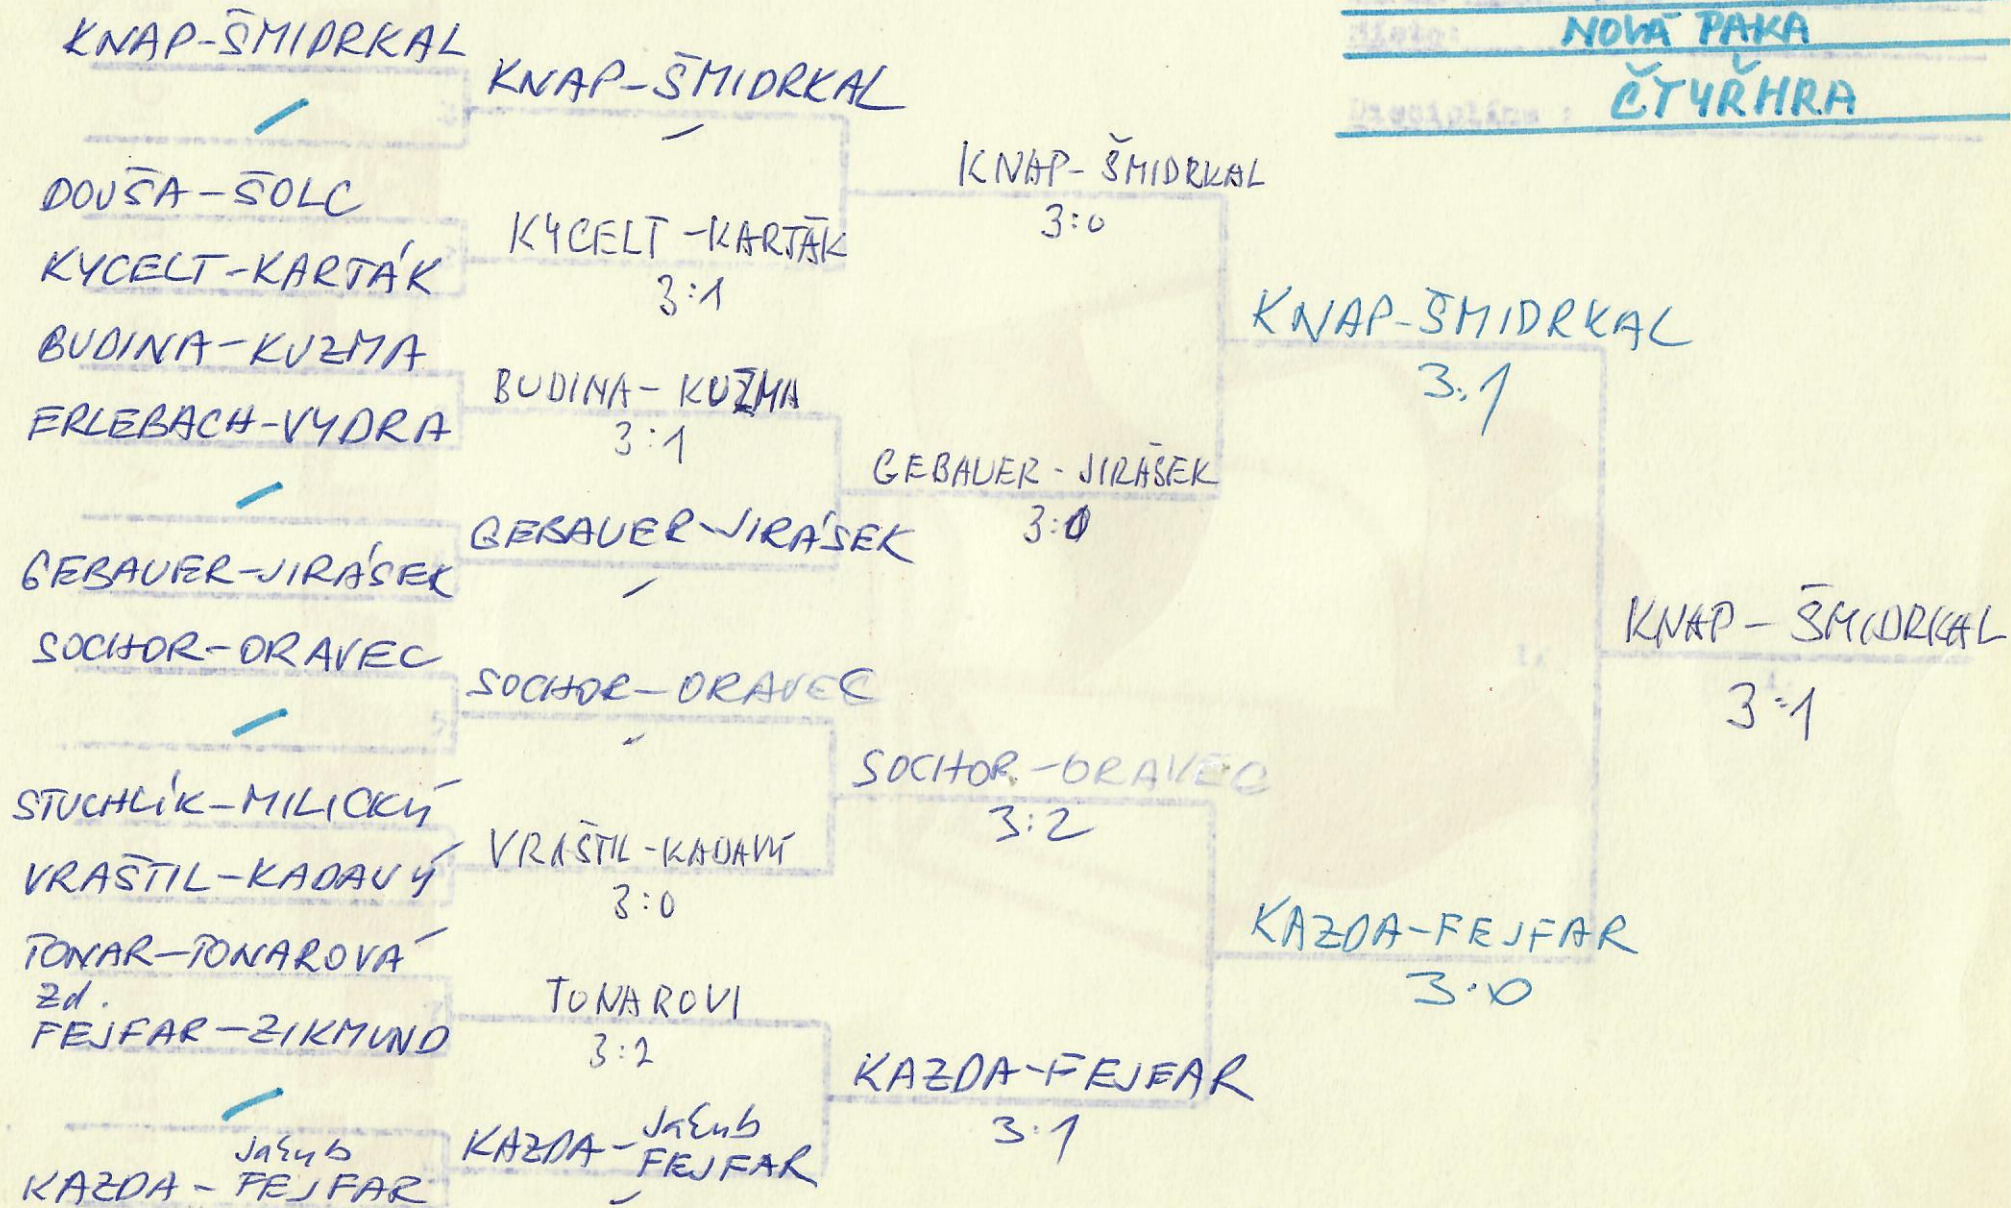 NOVÁ PAKA
ČTYŘHRA
KNAP-ŠMIDRKAL
DOUŠA-ŠOLC
KYCELT-KARTÁK
BUDINA-KUZMA
ERLEBACH-VYDRA
GEBAUER-JIRÁSEK
SOCHOR-ORAVEC
STUCHLÍK-MILICKÝ
VRAŠTIL-KADAVÝ
TONAR-TONAROVÁ
Zd.
FEJFAR-ZIKMUND
Jakub
KAZDA-FEJFAR
KNAP-ŠMIDRKAL
KYCELT-KARTÁK
3:1
BUDINA-KUZMA
3:1
GEBAUER-JIRÁSEK
SOCHOR-ORAVEC
VRAŠTIL-KADAVÝ
3:0
TONAROVI
3:2
Jakub
KAZDA-FEJFAR
KNAP-ŠMIDRKAL
3:0
GEBAUER-JIRÁŠEK
3:0
SOCHOR-ORAVEC
3:2
KAZDA-FEJFAR
3:1
KNAP-ŠMIDRKAL
3:1
KAZDA-FEJFAR
3:0
KNAP-ŠMIDRKAL
3:1